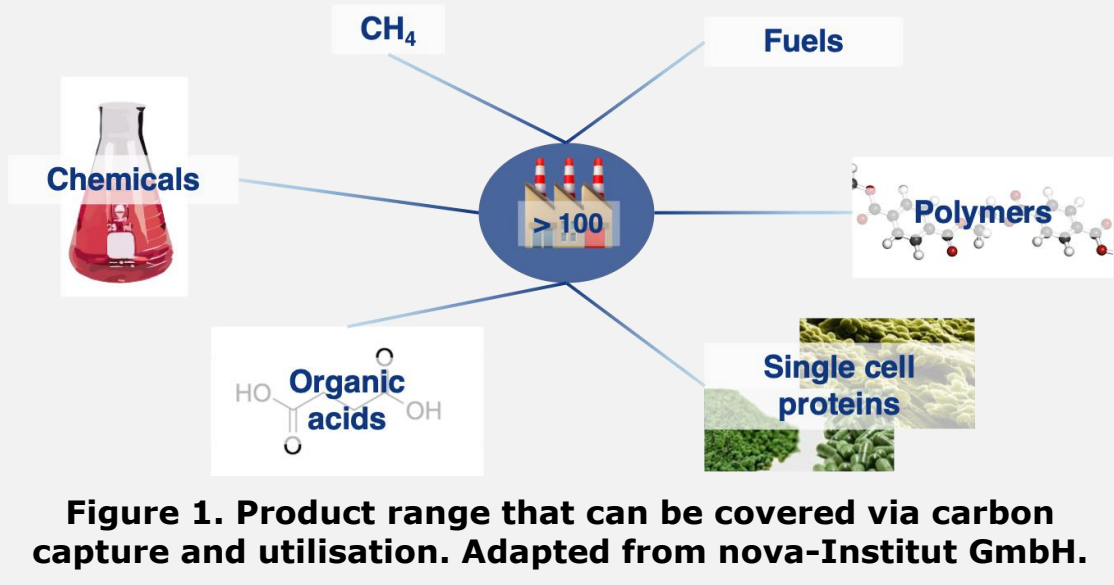 CH₄
Fuels
Chemicals
> 100
Polymers
HO
O
Organic
acids
OH
O
Single cell
proteins
Figure 1. Product range that can be covered via carbon
capture and utilisation. Adapted from nova-Institut GmbH.